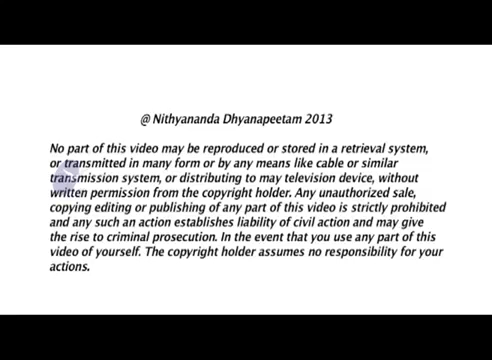 @ Nithyananda Dhyanapeetam 2013
No part of this video may be reproduced or stored in a retrieval system,
or transmitted in many form or by any means like cable or similar
transmission system, or distributing to may television device, without
written permission from the copyright holder. Any unauthorized sale,
copying editing or publishing of any part of this video is strictly prohibited
and any such an action establishes liability of civil action and may give
the rise to criminal prosecution. In the event that you use any part of this
video of yourself. The copyright holder assumes no responsibility for your
actions.